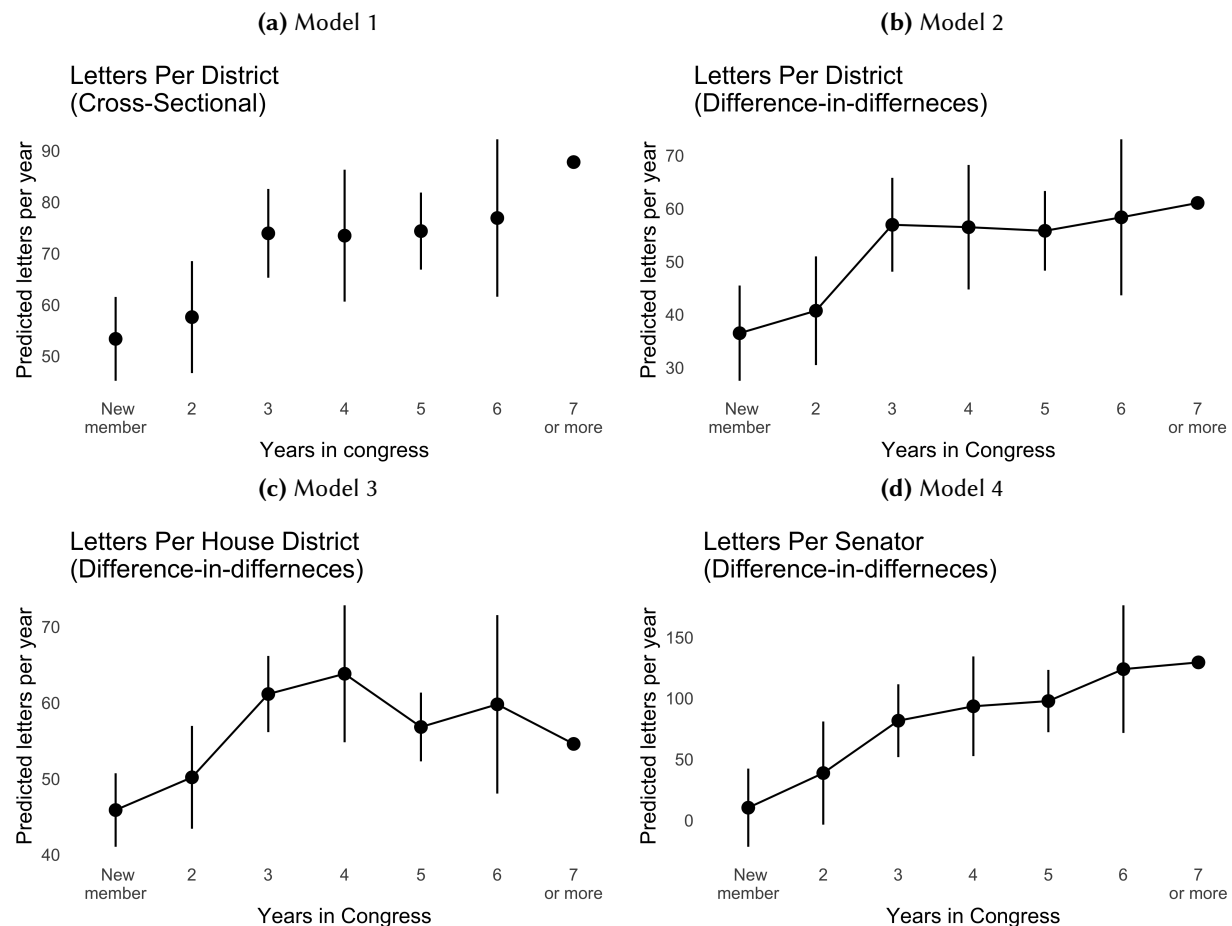 (a) Model 1
Letters Per District
(Cross-Sectional)
Predicted letters per year
90
80
70
60
50
New
member
2
3
4
5
6
7
or more
Years in congress
(b) Model 2
Letters Per District
(Difference-in-differneces)
Predicted letters per year
70
60
50
40
30
New
member
2
3
4
5
6
7
or more
Years in Congress
(c) Model 3
Letters Per House District
(Difference-in-differneces)
Predicted letters per year
70
60
50
40
New
member
2
3
4
5
6
7
or more
Years in Congress
(d) Model 4
Letters Per Senator
(Difference-in-differneces)
Predicted letters per year
150
100
50
0
New
member
2
3
4
5
6
7
or more
Years in Congress